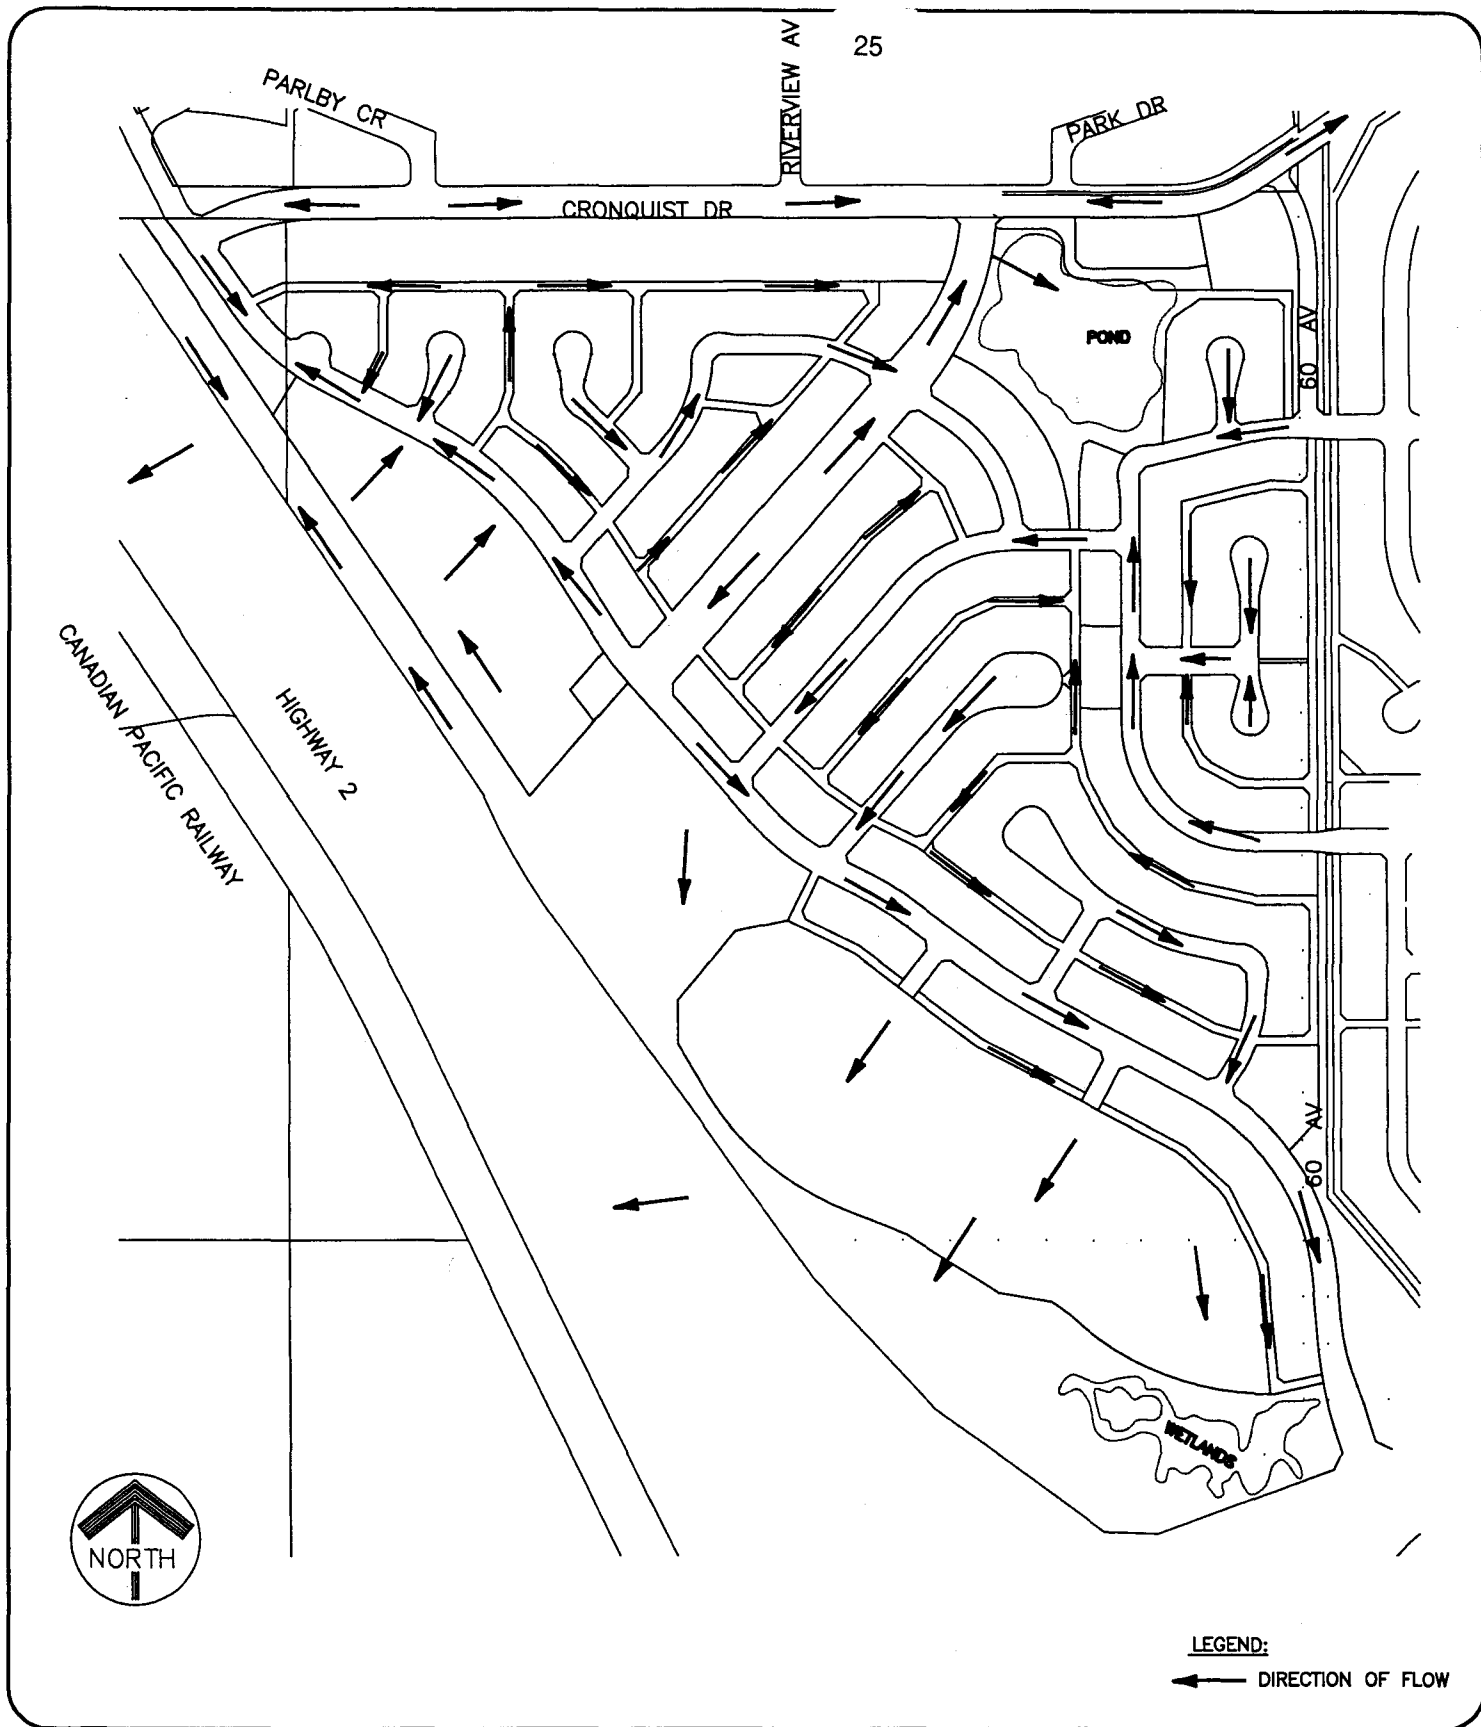 25
PARLBY CR
RIVERVIEW AV
PARK DR
CRONQUIST DR
POND
60 AV
CANADIAN PACIFIC RAILWAY
HIGHWAY 2
60 AV
WETLANDS
NORTH
LEGEND:
DIRECTION OF FLOW